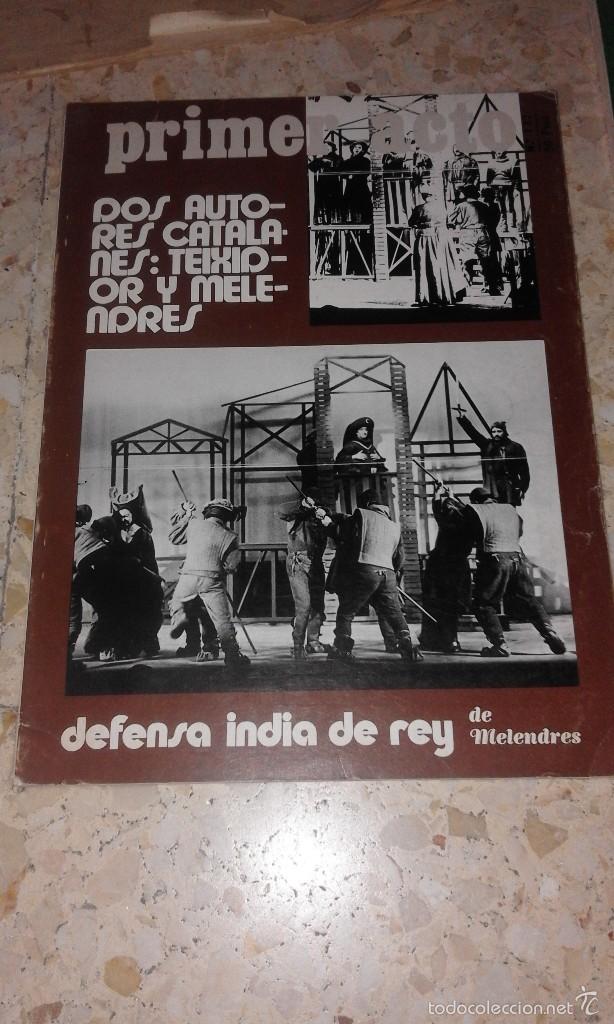 primer acto
DOS AUTO-
RES CATALA-
NES: TEIXID-
OR Y MELE-
NDRES
defensa india de rey
de
Melendres
todocoleccion.net